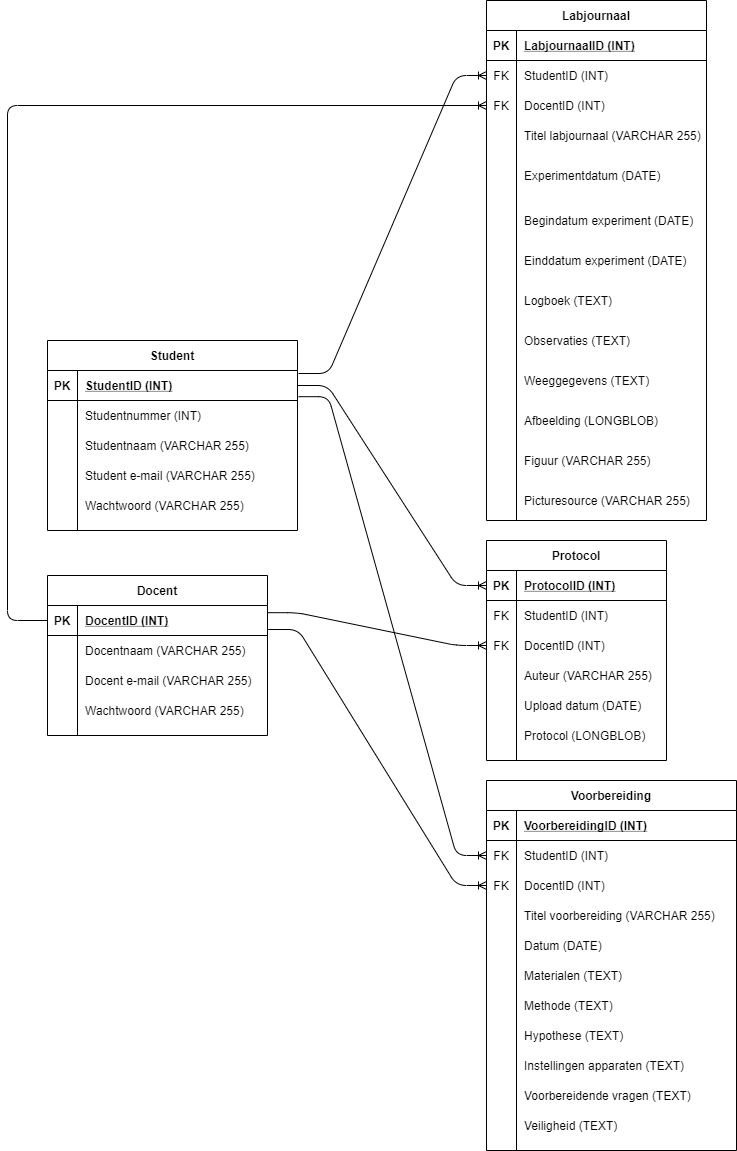 Labjournaal
PK LabjournaalID (INT)
FK StudentID (INT)
FK DocentID (INT)
Titel labjournaal (VARCHAR 255)
Experimentdatum (DATE)
Begindatum experiment (DATE)
Einddatum experiment (DATE)
Logboek (TEXT)
Observaties (TEXT)
Weeggegevens (TEXT)
Afbeelding (LONGBLOB)
Figuur (VARCHAR 255)
Picturesource (VARCHAR 255)
Student
PK StudentID (INT)
Studentnummer (INT)
Studentnaam (VARCHAR 255)
Student e-mail (VARCHAR 255)
Wachtwoord (VARCHAR 255)
Docent
PK DocentID (INT)
Docentnaam (VARCHAR 255)
Docent e-mail (VARCHAR 255)
Wachtwoord (VARCHAR 255)
Protocol
PK ProtocolID (INT)
FK StudentID (INT)
FK DocentID (INT)
Auteur (VARCHAR 255)
Upload datum (DATE)
Protocol (LONGBLOB)
Voorbereiding
PK VoorbereidingID (INT)
FK StudentID (INT)
FK DocentID (INT)
Titel voorbereiding (VARCHAR 255)
Datum (DATE)
Materialen (TEXT)
Methode (TEXT)
Hypothese (TEXT)
Instellingen apparaten (TEXT)
Voorbereidende vragen (TEXT)
Veiligheid (TEXT)